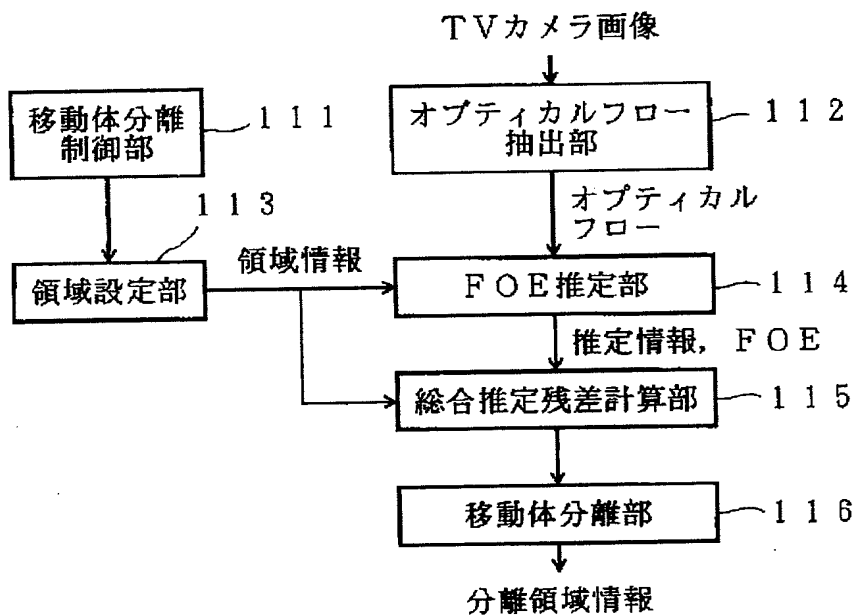 TVカメラ画像
移動体分離
制御部
111
オプティカルフロー
抽出部
112
オプティカル
フロー
113
領域設定部
領域情報
FOE推定部
114
推定情報，FOE
総合推定残差計算部
115
移動体分離部
116
分離領域情報